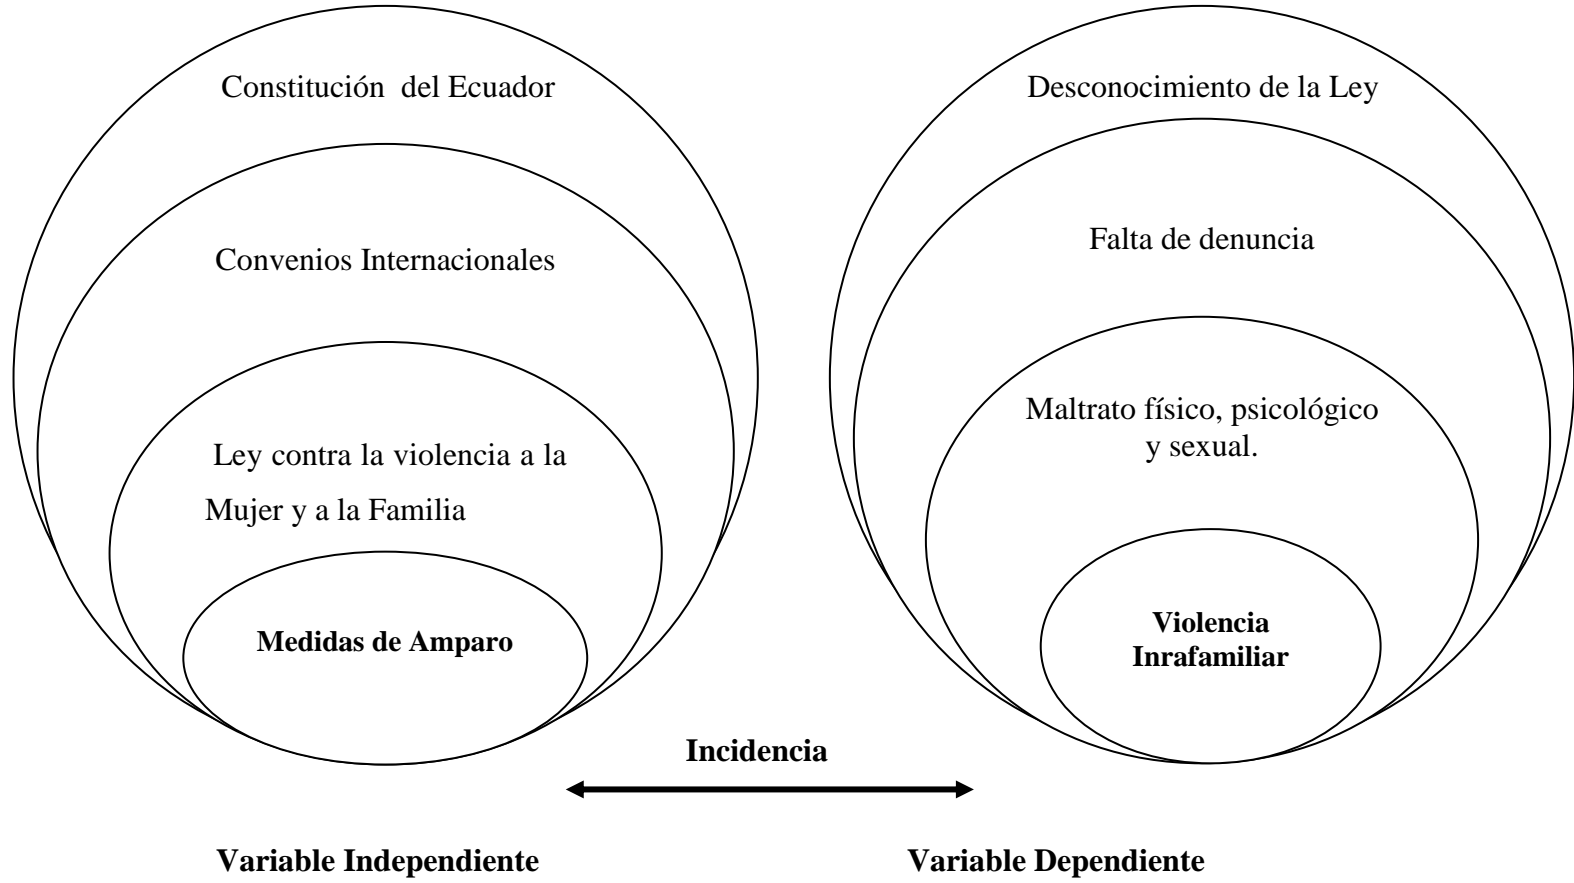 Constitución del Ecuador
Convenios Internacionales
Ley contra la violencia a la
Mujer y a la Familia
Medidas de Amparo
Desconocimiento de la Ley
Falta de denuncia
Maltrato físico, psicológico
y sexual.
Violencia
Inrafamiliar
Incidencia
Variable Independiente
Variable Dependiente